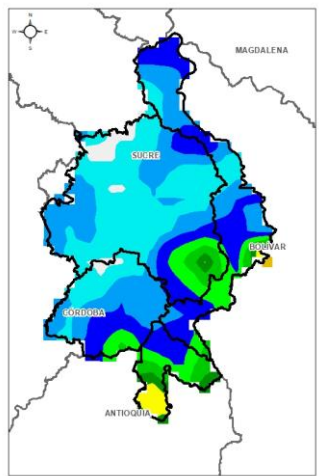 N
W E
S
MAGDALENA
SUCRE
BOLIVAR
CORDOBA
ANTIOQUIA